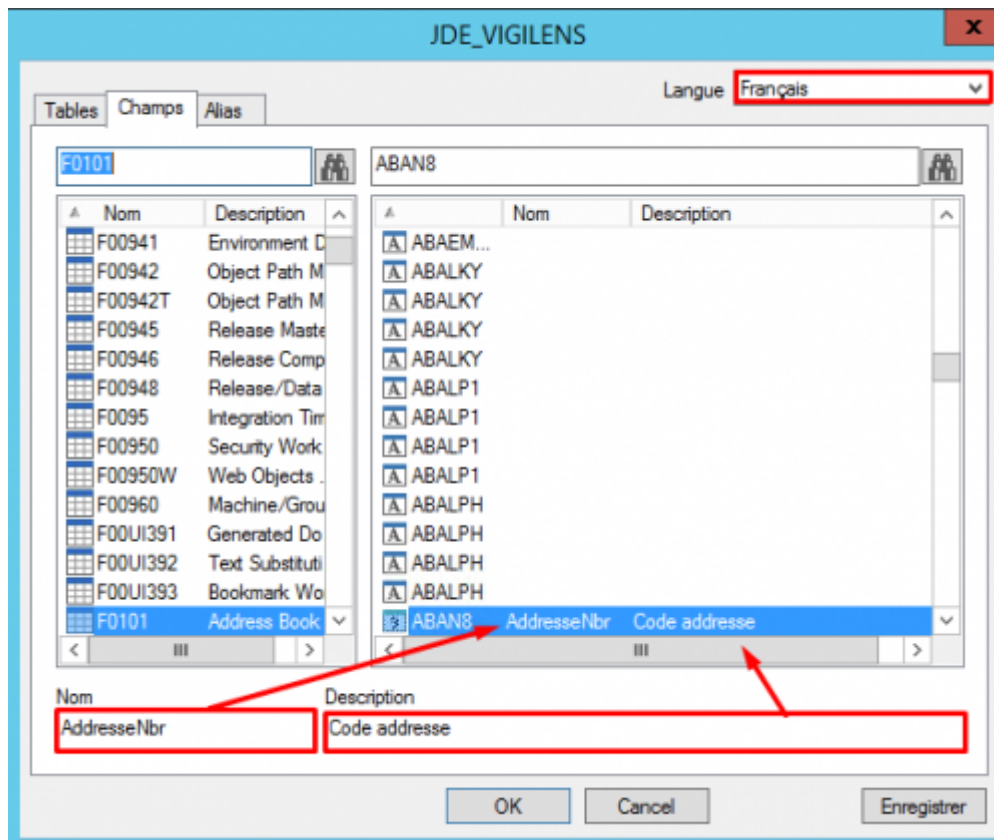 JDE_VIGILENS
x
Langue Français
Tables Champs Alias
F0101 ABAN8
Nom Description Nom Description
F00941 Environment D ABAEM...
F00942 Object Path M ABALKY
F00942T Object Path M ABALKY
F00945 Release Maste ABALKY
F00946 Release Comp ABALKY
F00948 Release/Data ABALP1
F0095 Integration Tim ABALP1
F00950 Security Work ABALP1
F00950W Web Objects . ABALP1
F00960 Machine/Grou ABALPH
F00UI391 Generated Do ABALPH
F00UI392 Text Substituti ABALPH
F00UI393 Bookmark Wo ABALPH
F0101 Address Book ABAN8 AddresseNbr Code addresse
Nom Description
AddresseNbr Code addresse
OK Cancel Enregistrer